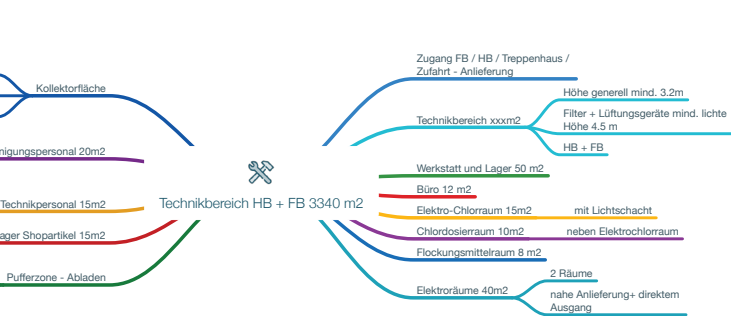 Kollektorfläche
20m2
Technikpersonal 15m2
Shopartikel 15m2
Pufferzone - Abladen
Technikbereich HB + FB 3340 m2
Zugang FB / HB / Treppenhaus /
Zufahrt - Anlieferung
Technikbereich xxxm2
Höhe generell mind. 3.2m
Filter + Lüftungsgeräte mind. lichte
Höhe 4.5 m
HB + FB
Werkstatt und Lager 50 m2
Büro 12 m2
Elektro-Chlorraum 15m2
mit Lichtschacht
Chlordosierraum 10m2
neben Elektrochlorraum
Flockungsmittelraum 8 m2
Elektroräume 40m2
2 Räume
nahe Anlieferung+ direktem
Ausgang